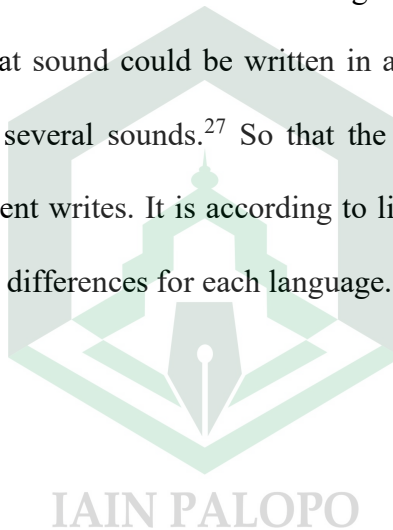 at sound could be written in a
several sounds.27 So that the
ent writes. It is according to li
differences for each language.
IAIN PALOPO